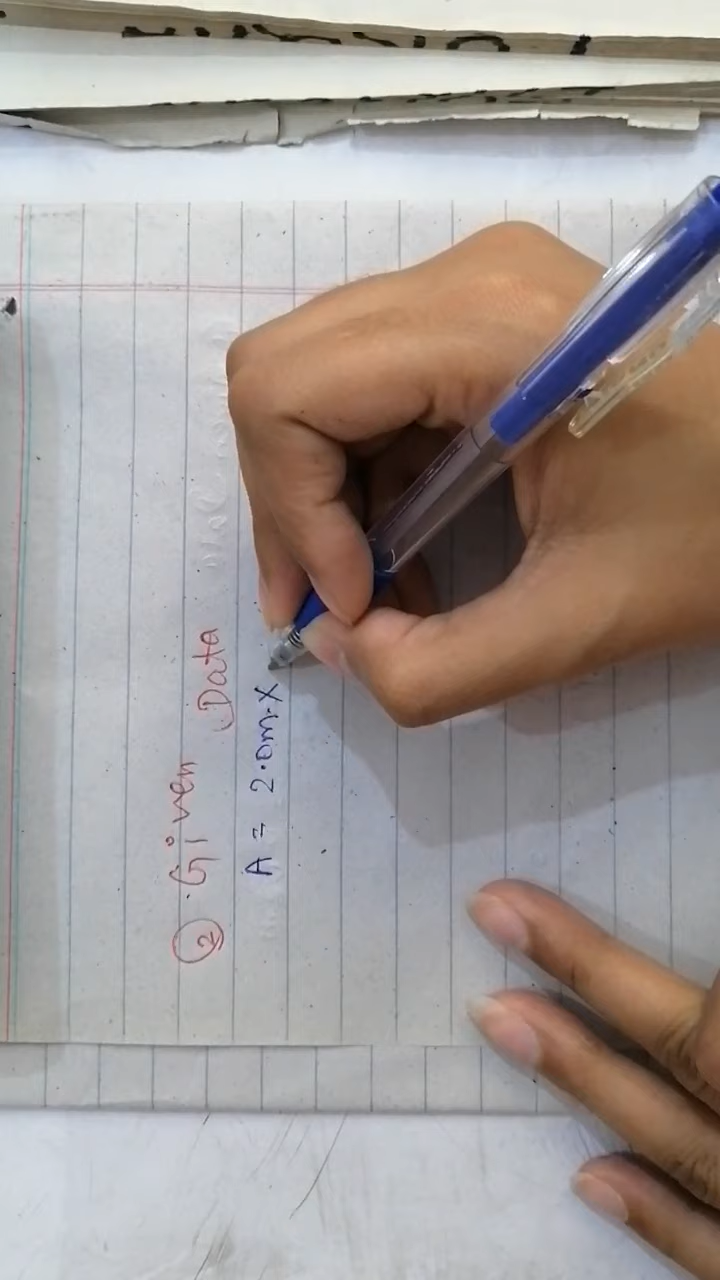 ② Given Data
A = 2.0m x